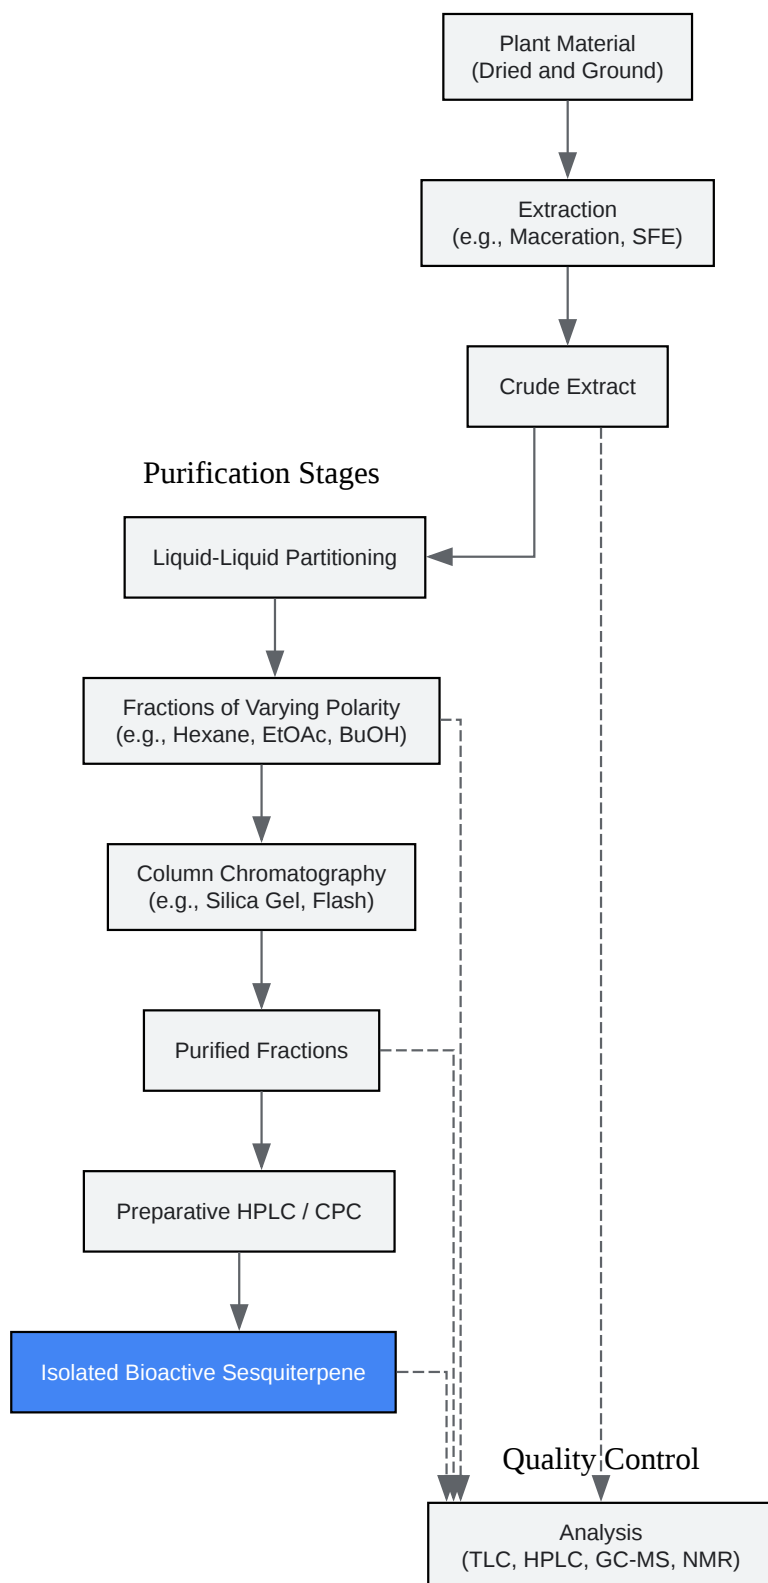 Plant Material
(Dried and Ground)
Extraction
(e.g., Maceration, SFE)
Crude Extract
Purification Stages
Liquid-Liquid Partitioning
Fractions of Varying Polarity
(e.g., Hexane, EtOAc, BuOH)
Column Chromatography
(e.g., Silica Gel, Flash)
Purified Fractions
Preparative HPLC / CPC
Isolated Bioactive Sesquiterpene
Quality Control
Analysis
(TLC, HPLC, GC-MS, NMR)